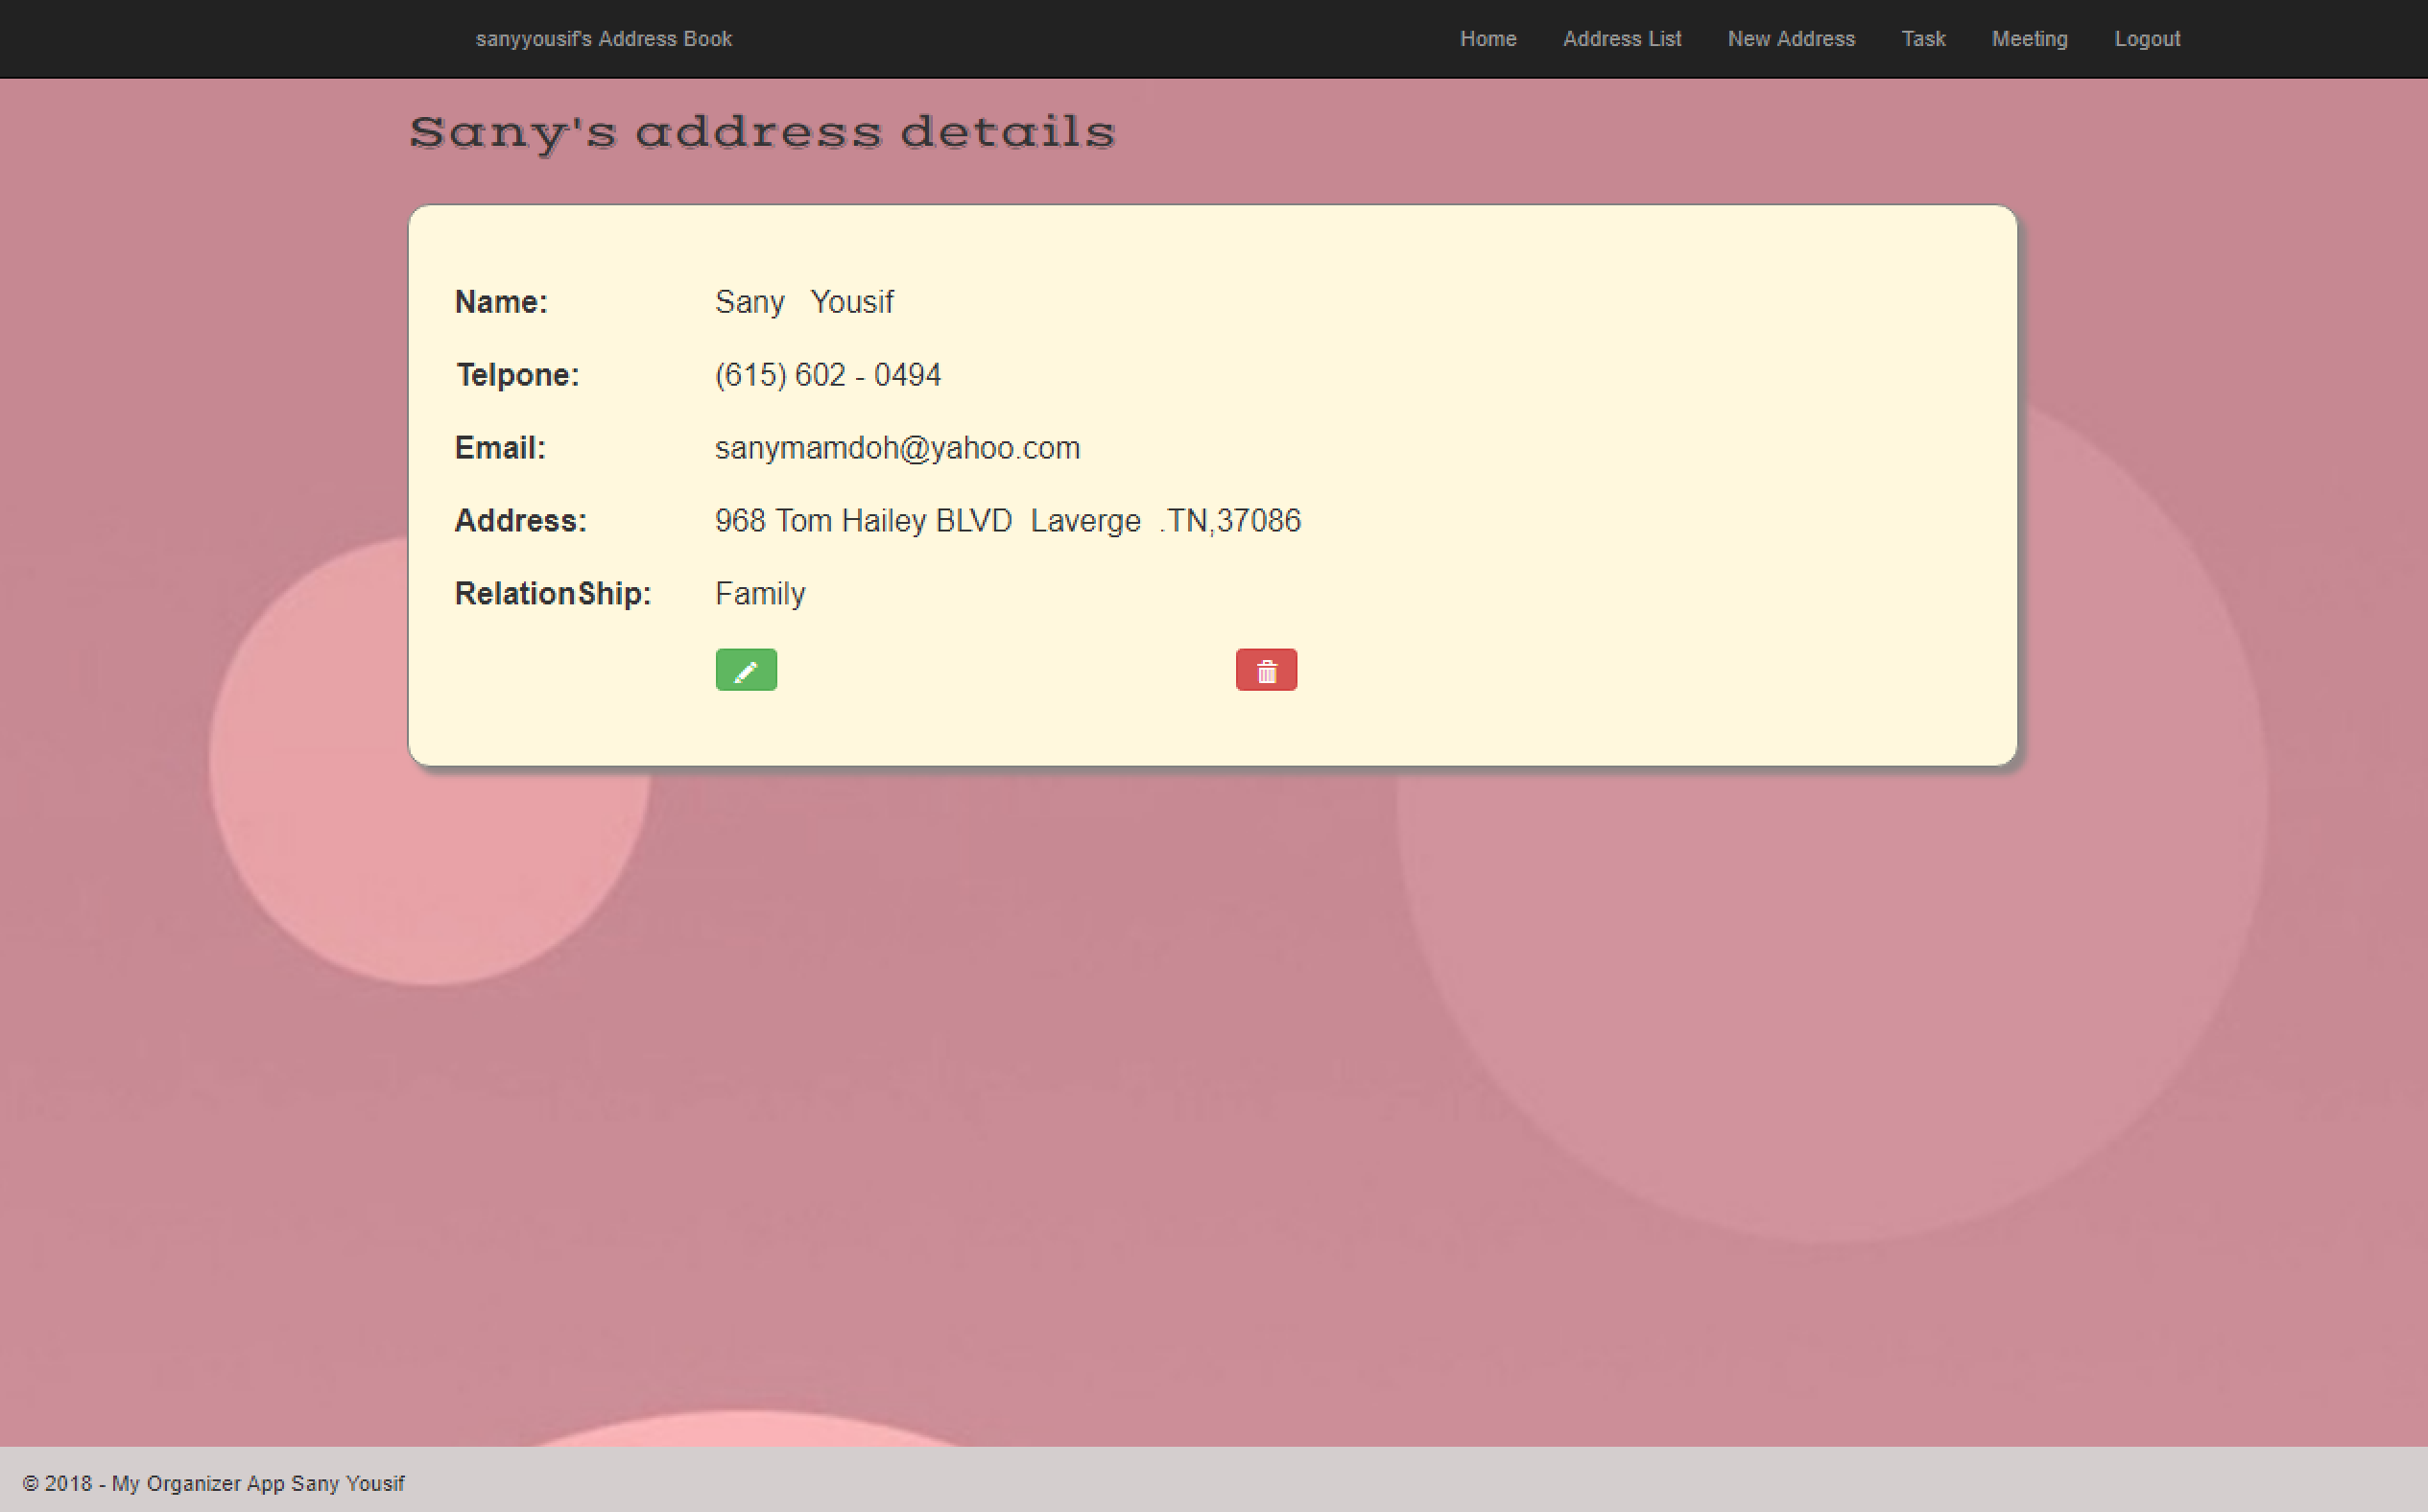 sanyyousif's Address Book Home Address List New Address Task Meeting Logout
Sany's address details
Name: Sany Yousif
Telpone: (615) 602 - 0494
Email: sanymamdoh@yahoo.com
Address: 968 Tom Hailey BLVD Laverge .TN,37086
RelationShip: Family
© 2018 - My Organizer App Sany Yousif